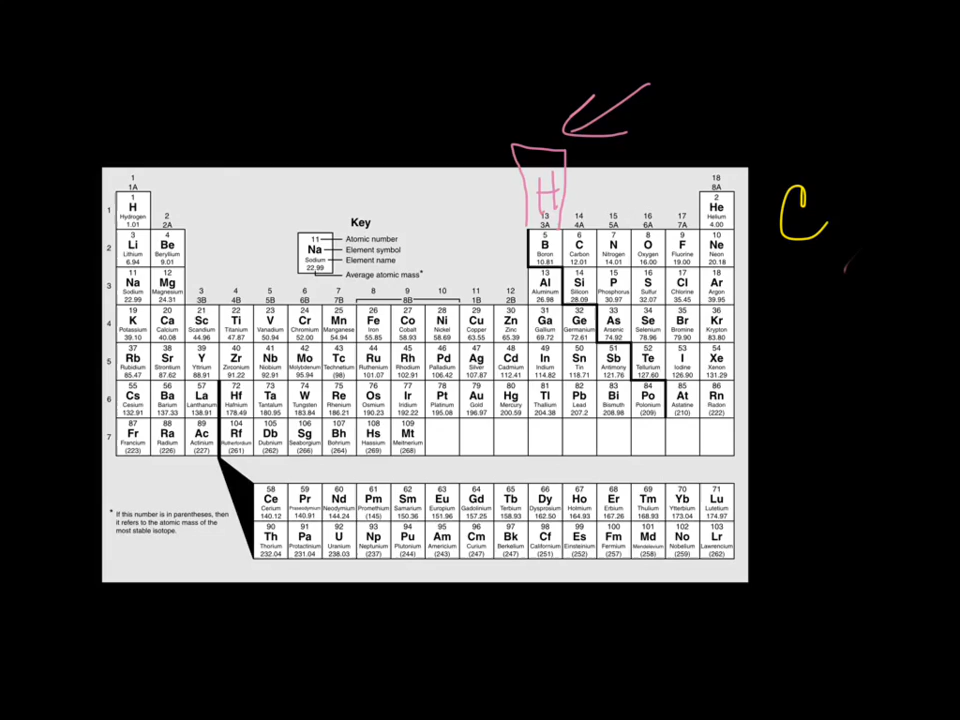 H
C
1 18
1A 8A
1 1 2
H He
Hydrogen Helium
1.01 2 13 14 15 16 17 4.00
2A 3A 4A 5A 6A 7A
Key
11 Atomic number
Na Element symbol
Sodium Element name
22.99 Average atomic mass*
2 3 4 5 6 7 8 9 10
Li Be B C N O F Ne
Lithium Beryllium Boron Carbon Nitrogen Oxygen Fluorine Neon
6.94 9.01 10.81 12.01 14.01 16.00 19.00 20.18
3 11 12 13 14 15 16 17 18
Na Mg Al Si P S Cl Ar
Sodium Magnesium Aluminum Silicon Phosphorus Sulfur Chlorine Argon
22.99 24.31 26.98 28.09 30.97 32.07 35.45 39.95
3 4 5 6 7 8 9 10 11 12
3B 4B 5B 6B 7B 8B 1B 2B
4 19 20 21 22 23 24 25 26 27 28 29 30 31 32 33 34 35 36
K Ca Sc Ti V Cr Mn Fe Co Ni Cu Zn Ga Ge As Se Br Kr
Potassium Calcium Scandium Titanium Vanadium Chromium Manganese Iron Cobalt Nickel Copper Zinc Gallium Germanium Arsenic Selenium Bromine Krypton
39.10 40.08 44.96 47.87 50.94 52.00 54.94 55.85 58.93 58.69 63.55 65.39 69.72 72.61 74.92 78.96 79.90 83.80
5 37 38 39 40 41 42 43 44 45 46 47 48 49 50 51 52 53 54
Rb Sr Y Zr Nb Mo Tc Ru Rh Pd Ag Cd In Sn Sb Te I Xe
Rubidium Strontium Yttrium Zirconium Niobium Molybdenum Technetium Ruthenium Rhodium Palladium Silver Cadmium Indium Tin Antimony Tellurium Iodine Xenon
85.47 87.62 88.91 91.22 92.91 95.94 (98) 101.07 102.91 106.42 107.87 112.41 114.82 118.71 121.76 127.60 126.90 131.29
6 55 56 57 72 73 74 75 76 77 78 79 80 81 82 83 84 85 86
Cs Ba La Hf Ta W Re Os Ir Pt Au Hg Tl Pb Bi Po At Rn
Cesium Barium Lanthanum Hafnium Tantalum Tungsten Rhenium Osmium Iridium Platinum Gold Mercury Thallium Lead Bismuth Polonium Astatine Radon
132.91 137.33 138.91 178.49 180.95 183.84 186.21 190.23 192.22 195.08 196.97 200.59 204.38 207.2 208.98 (209) (210) (222)
7 87 88 89 104 105 106 107 108 109
Fr Ra Ac Rf Db Sg Bh Hs Mt
Francium Radium Actinium Rutherfordium Dubnium Seaborgium Bohrium Hassium Meitnerium
(223) (226) (227) (261) (262) (266) (264) (269) (268)
58 59 60 61 62 63 64 65 66 67 68 69 70 71
Ce Pr Nd Pm Sm Eu Gd Tb Dy Ho Er Tm Yb Lu
Cerium Praseodymium Neodymium Promethium Samarium Europium Gadolinium Terbium Dysprosium Holmium Erbium Thulium Ytterbium Lutetium
140.12 140.91 144.24 (145) 150.36 151.96 157.25 158.93 162.50 164.93 167.26 168.93 173.04 174.97
90 91 92 93 94 95 96 97 98 99 100 101 102 103
Th Pa U Np Pu Am Cm Bk Cf Es Fm Md No Lr
Thorium Protactinium Uranium Neptunium Plutonium Americium Curium Berkelium Californium Einsteinium Fermium Mendelevium Nobelium Lawrencium
232.04 231.04 238.03 (237) (244) (243) (247) (247) (251) (252) (257) (258) (259) (262)
* If this number is in parentheses, then
it refers to the atomic mass of the
most stable isotope.